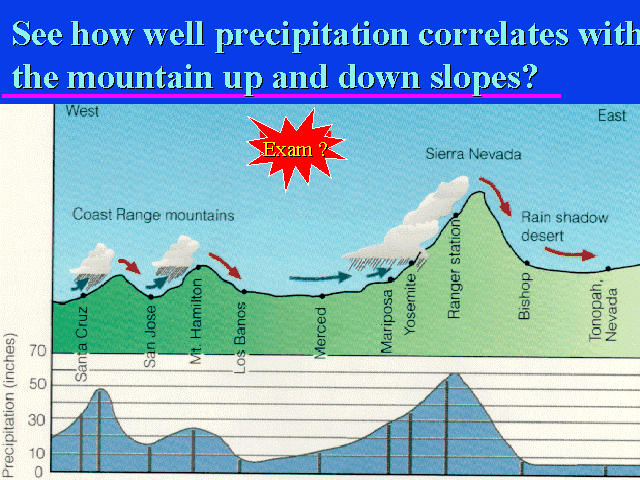 See how well precipitation correlates with
the mountain up and down slopes?
West
East
Exam ?
Sierra Nevada
Coast Range mountains
Rain shadow
desert
Santa Cruz
San Jose
Mt. Hamilton
Los Banos
Merced
Mariposa
Yosemite
Ranger station
Bishop
Tonopah,
Nevada
Precipitation (inches)
70
50
30
10
0